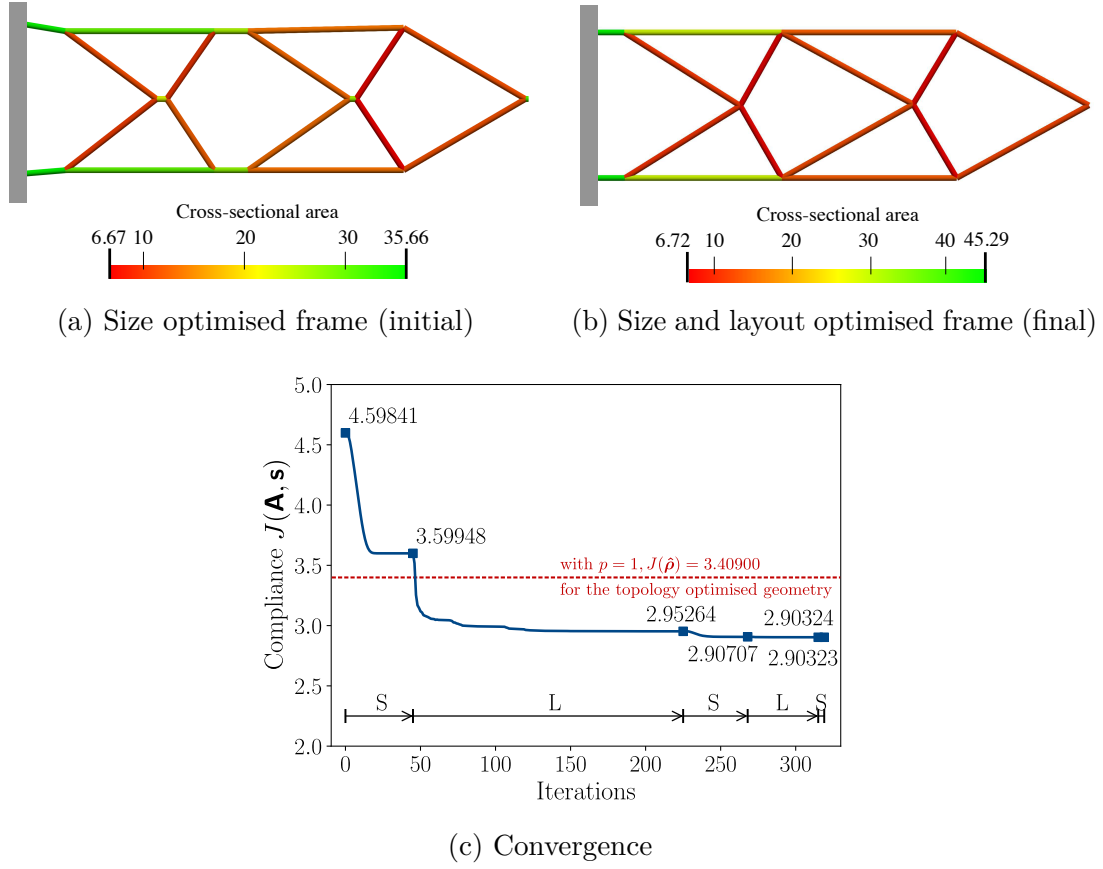 Cross-sectional area
6.67 10 20 30 35.66
(a) Size optimised frame (initial)
Cross-sectional area
6.72 10 20 30 40 45.29
(b) Size and layout optimised frame (final)
5.0
4.5
4.0
3.5
3.0
2.5
2.0
Compliance J(A, s)
4.59841
3.59948
with p = 1, J(ρ̂) = 3.40900
for the topology optimised geometry
2.95264
2.90707
2.90324
2.90323
S L S L S
0 50 100 150 200 250 300
Iterations
(c) Convergence